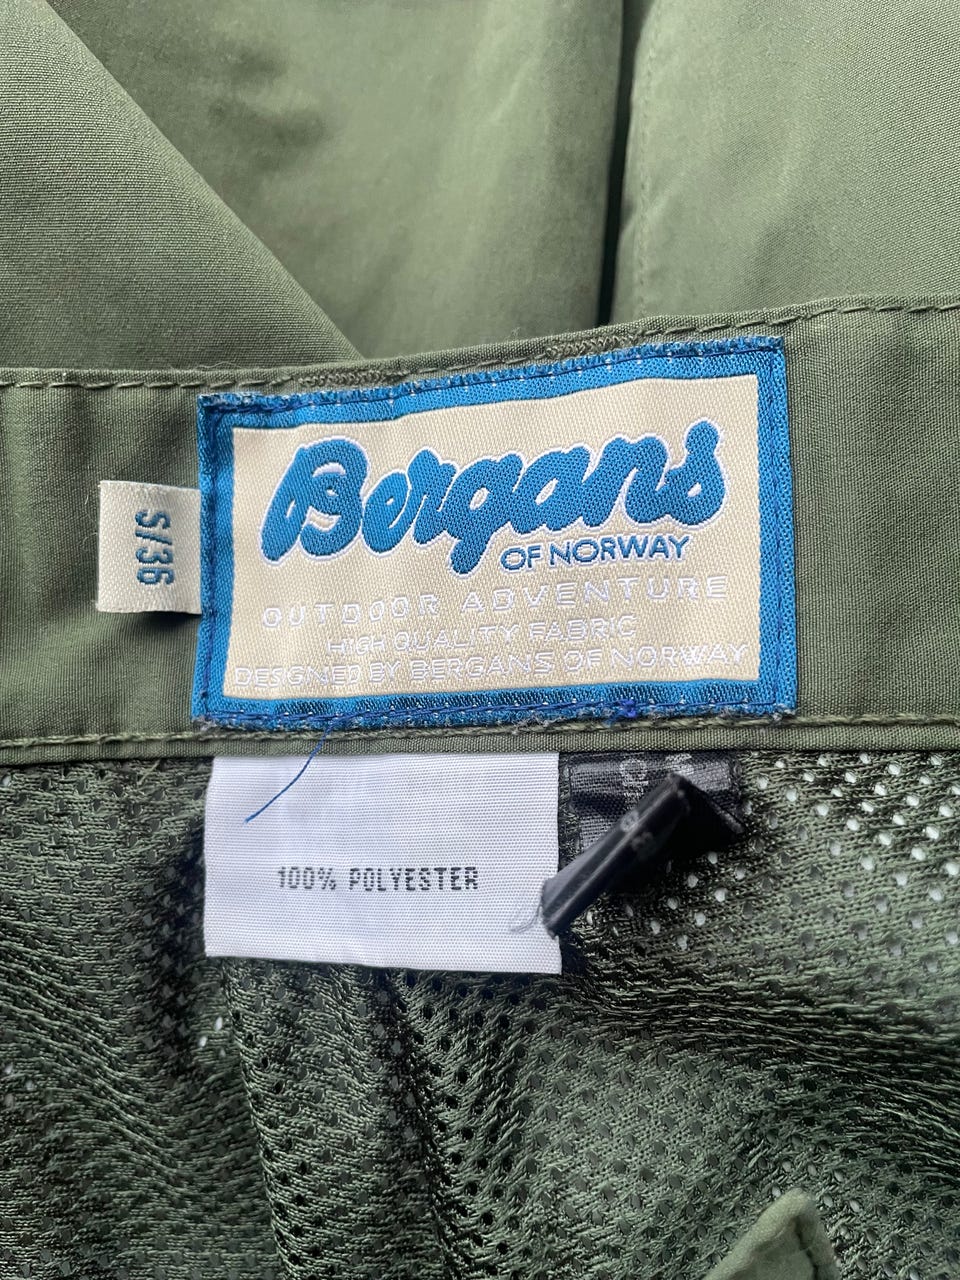 Bergans
OF NORWAY
OUTDOOR ADVENTURE
HIGH QUALITY FABRIC
DESIGNED BY BERGANS OF NORWAY
S/36
100% POLYESTER